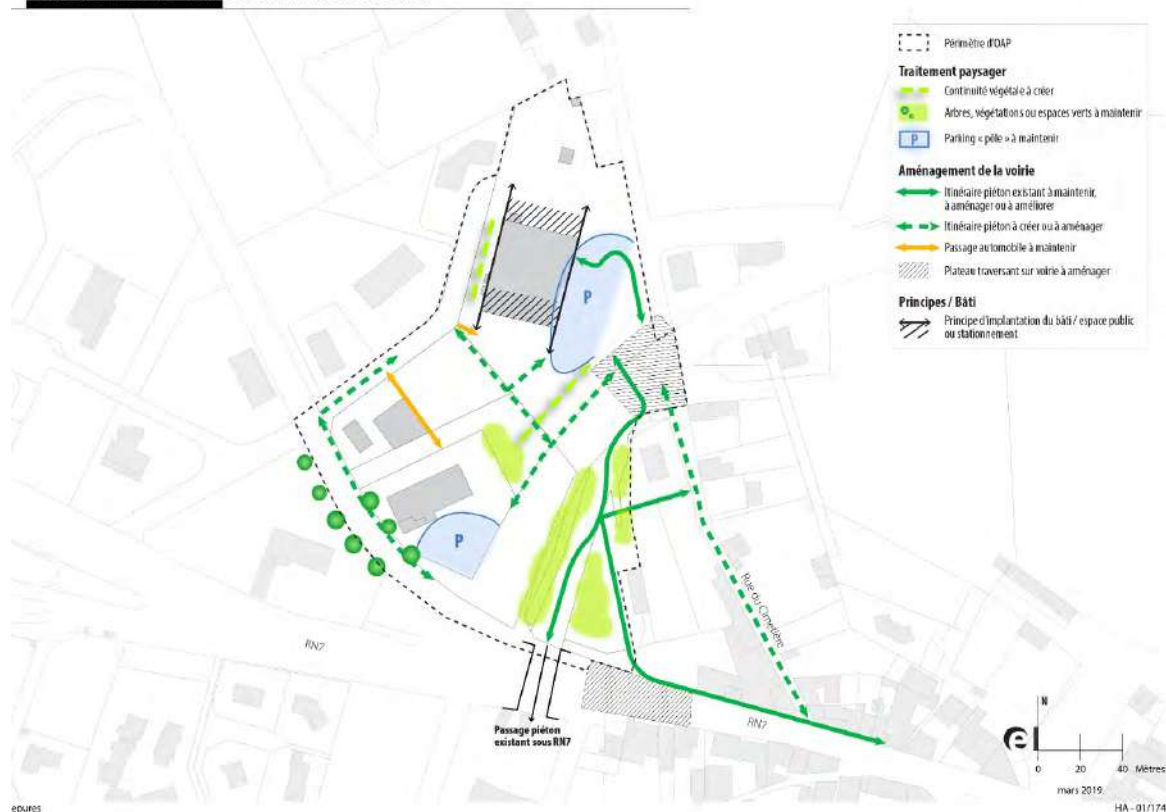 Périmètre d'OAP
Traitement paysager
Continuité végétale à créer
Arbres, végétations ou espaces verts à maintenir
P
Parking « pôle » à maintenir
Aménagement de la voirie
Itinéraire piéton existant à maintenir,
à aménager ou à améliorer
Itinéraire piéton à créer ou à aménager
Passage automobile à maintenir
Plateau traversant sur voirie à aménager
Principes / Bâti
Principe d'implantation du bâti / espace public
ou stationnement
P
P
Rue du Cimetière
RN7
RN7
Passage piéton
existant sous RN7
N
0 20 40 Mètres
mars 2019
epures
HA - 01/174